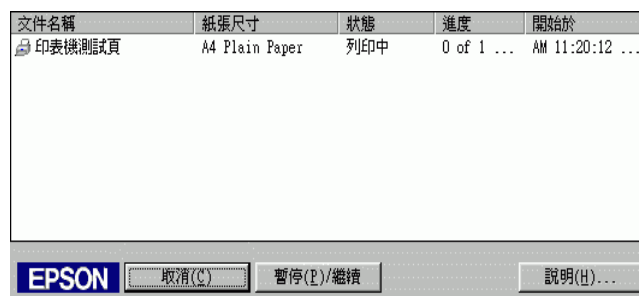 文件名稱 紙張尺寸 狀態 進度 開始於
印表機測試頁 A4 Plain Paper 列印中 0 of 1 ... AM 11:20:12 ...
EPSON 取消(C) 暫停(P)/繼續 說明(H)...